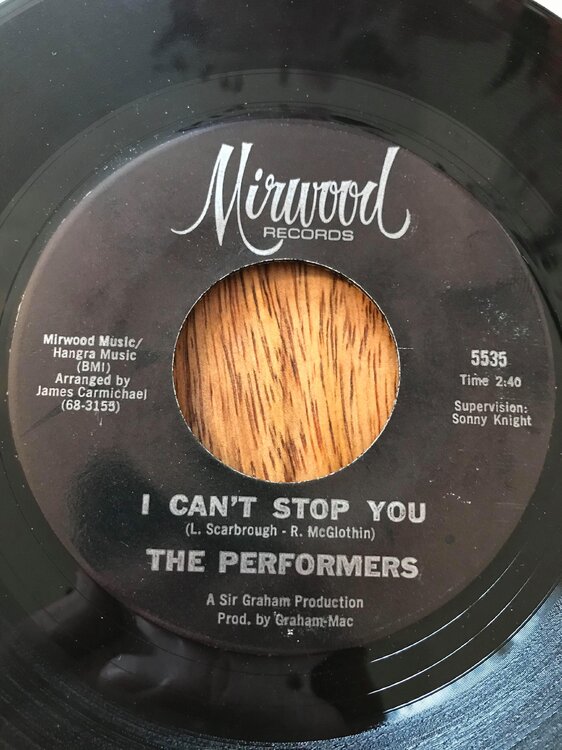 Mirwood
RECORDS
Mirwood Music/
Hangra Music
(BMI)
Arranged by
James Carmichael
(68-3155)
5535
Time 2:40
Supervision:
Sonny Knight
I CAN'T STOP YOU
(L. Scarbrough - R. McGlothin)
THE PERFORMERS
A Sir Graham Production
Prod. by Graham-Mac